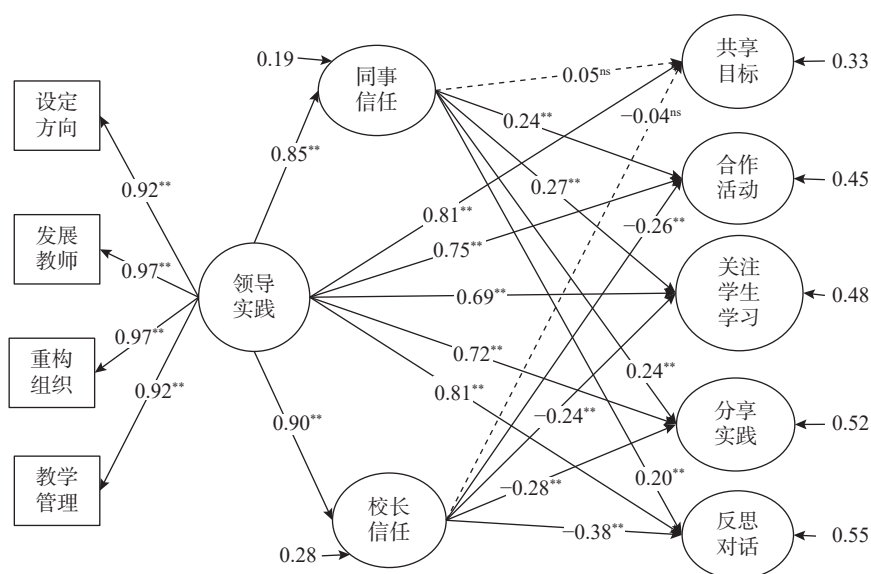 0.19
同事
信任
共享
目标
0.33
0.05ns
设定
方向
−0.04ns
0.24**
0.85**
合作
活动
0.45
0.92**
0.27**
0.81**
−0.26**
发展
教师
0.75**
0.97**
领导
实践
关注
学生
学习
0.69**
0.48
0.97**
重构
组织
0.72**
0.24**
0.92**
0.81**
−0.24**
0.90**
分享
实践
0.52
教学
管理
−0.28**
0.20**
校长
信任
−0.38**
反思
对话
0.55
0.28